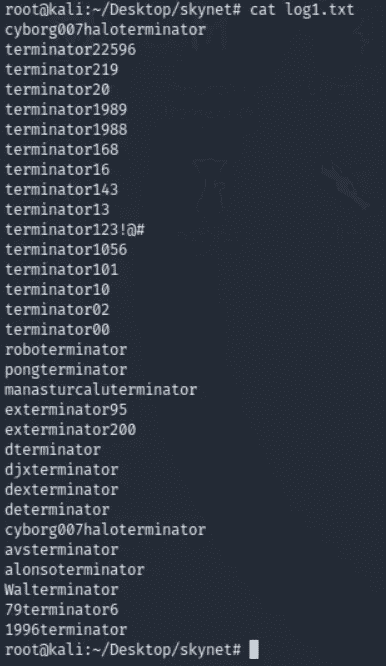 root@kali:~/Desktop/skynet# cat log1.txt
cyborg007haloterminator
terminator22596
terminator219
terminator20
terminator1989
terminator1988
terminator168
terminator16
terminator143
terminator13
terminator123!@#
terminator1056
terminator101
terminator10
terminator02
terminator00
roboterminator
pongterminator
manasturcaluterminator
exterminator95
exterminator200
dterminator
djxterminator
dexterminator
determinator
cyborg007haloterminator
avsterminator
alonsoterminator
Walterminator
79terminator6
1996terminator
root@kali:~/Desktop/skynet#